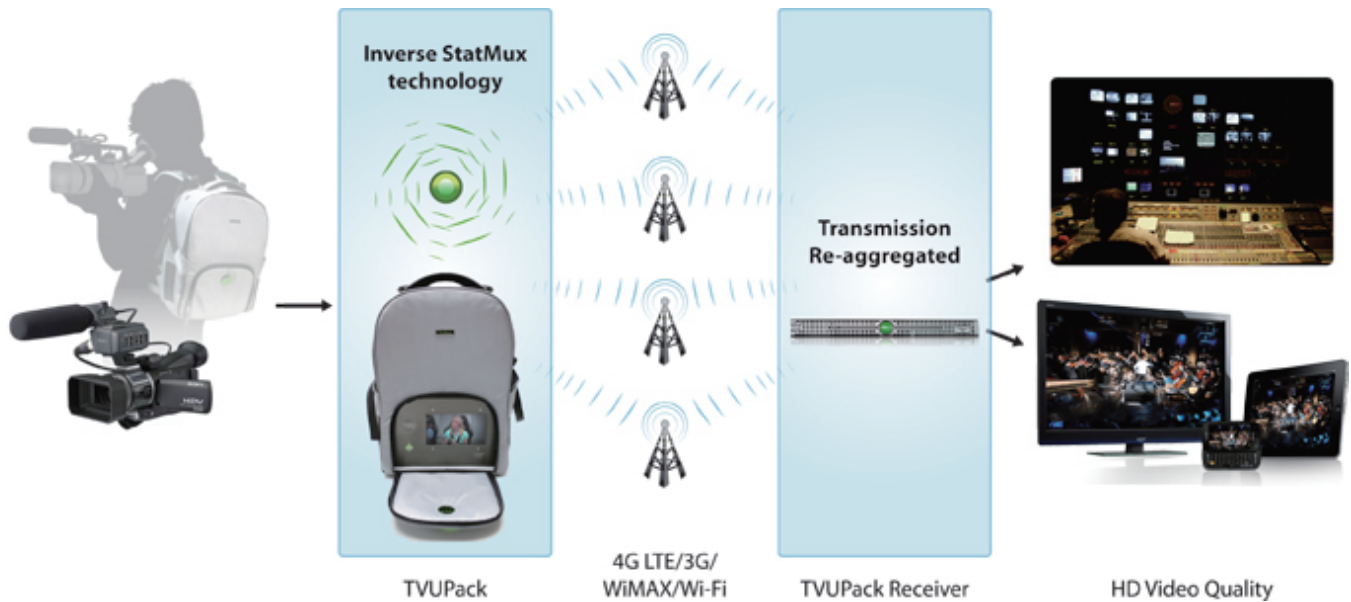 Inverse StatMux
technology
Transmission
Re-aggregated
TVUPack
4G LTE/3G/
WiMAX/Wi-Fi
TVUPack Receiver
HD Video Quality